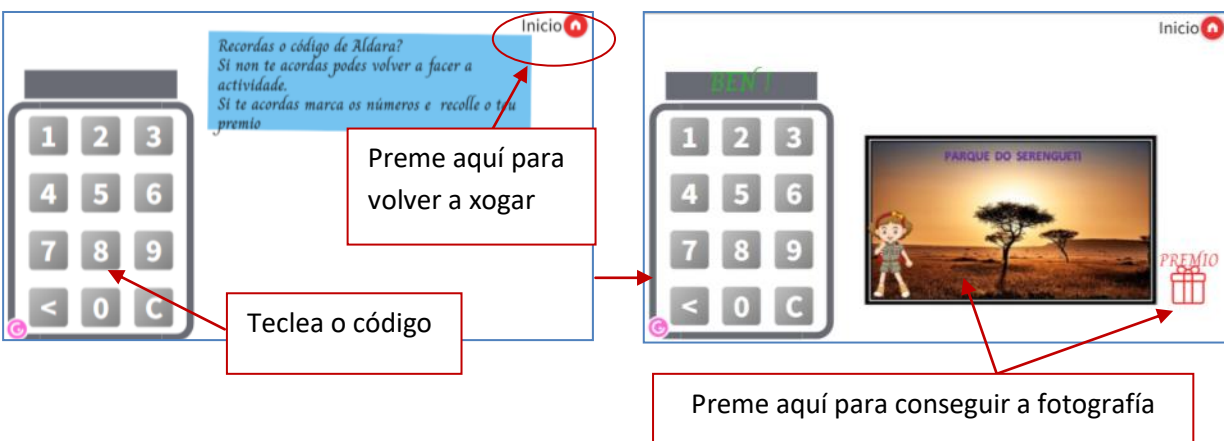 Inicio
Recordas o código de Aldara?
Si non te acordas podes volver a facer a
actividade.
Si te acordas marca os números e recolle o teu
premio
1 2 3
4 5 6
7 8 9
< 0 C
G
Preme aquí para
volver a xogar
Teclea o código
Inicio
BEN !
1 2 3
4 5 6
7 8 9
< 0 C
G
PARQUE DO SERENGUETI
PREMIO
Preme aquí para conseguir a fotografía